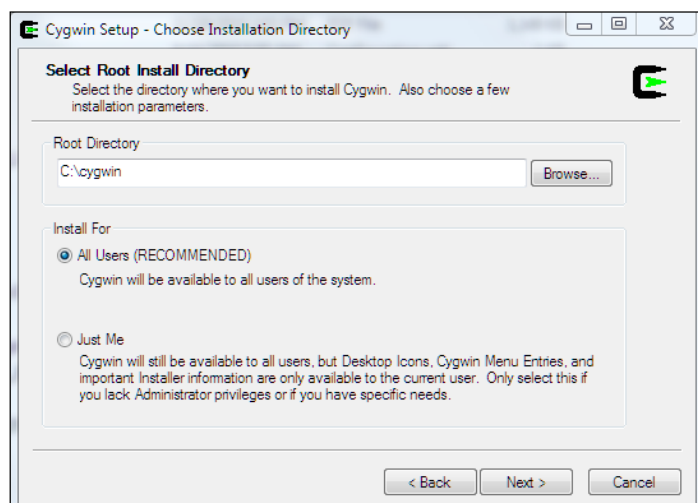 Cygwin Setup - Choose Installation Directory
Select Root Install Directory
Select the directory where you want to install Cygwin. Also choose a few
installation parameters.
Root Directory
C:\cygwin
Browse...
Install For
All Users (RECOMMENDED)
Cygwin will be available to all users of the system.
Just Me
Cygwin will still be available to all users, but Desktop Icons, Cygwin Menu Entries, and
important Installer information are only available to the current user. Only select this if
you lack Administrator privileges or if you have specific needs.
< Back
Next >
Cancel